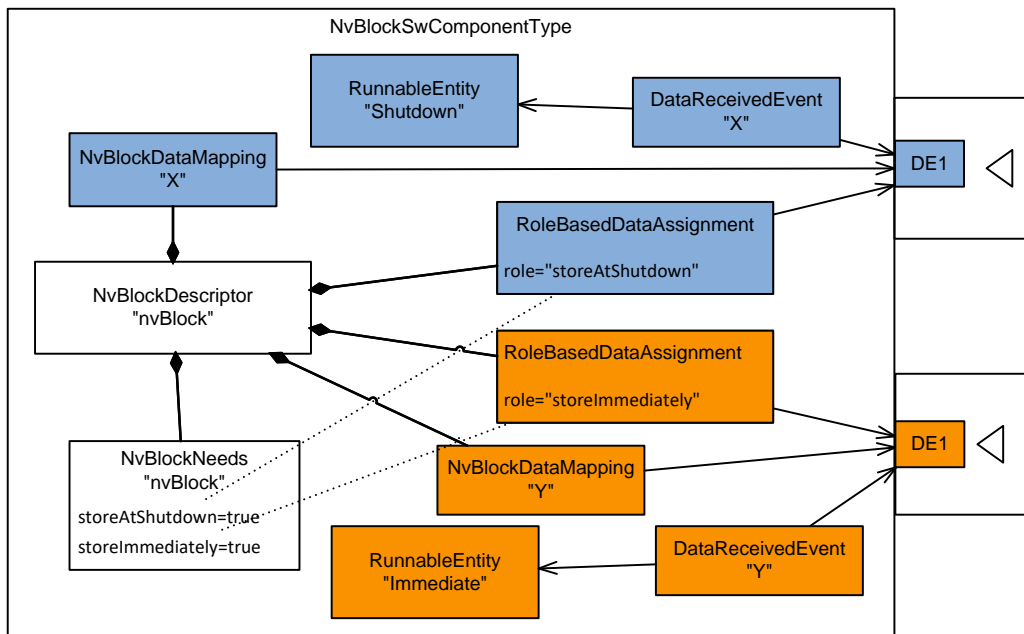 NvBlockSwComponentType
RunnableEntity
"Shutdown"
DataReceivedEvent
"X"
NvBlockDataMapping
"X"
DE1
RoleBasedDataAssignment
role="storeAtShutdown"
NvBlockDescriptor
"nvBlock"
RoleBasedDataAssignment
role="storeImmediately"
DE1
NvBlockNeeds
"nvBlock"
storeAtShutdown=true
storeImmediately=true
NvBlockDataMapping
"Y"
RunnableEntity
"Immediate"
DataReceivedEvent
"Y"